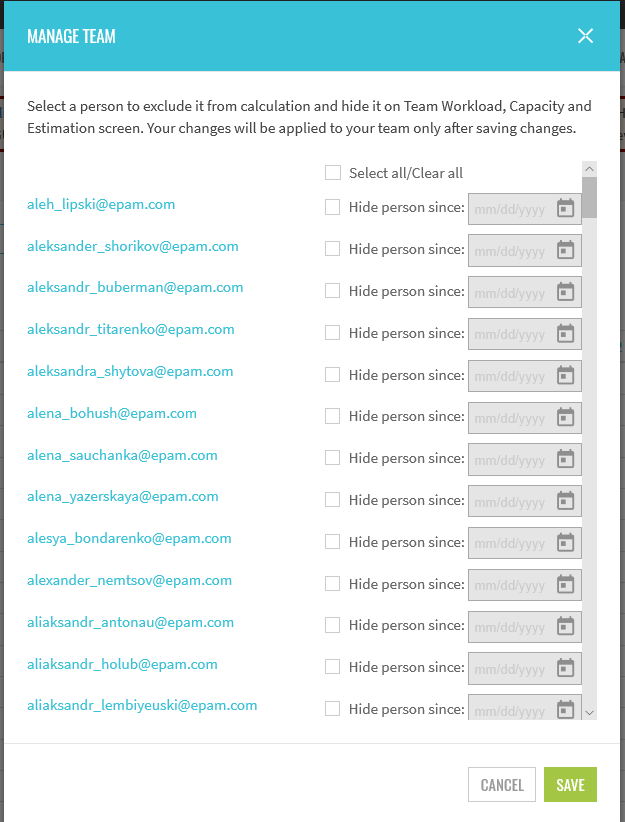 MANAGE TEAM
Select a person to exclude it from calculation and hide it on Team Workload, Capacity and
Estimation screen. Your changes will be applied to your team only after saving changes.
Select all/Clear all
aleh_lipski@epam.com Hide person since: mm/dd/yyyy
aleksander_shorikov@epam.com Hide person since: mm/dd/yyyy
aleksandr_buberman@epam.com Hide person since: mm/dd/yyyy
aleksandr_titarenko@epam.com Hide person since: mm/dd/yyyy
aleksandra_shytova@epam.com Hide person since: mm/dd/yyyy
alena_bohush@epam.com Hide person since: mm/dd/yyyy
alena_sauchanka@epam.com Hide person since: mm/dd/yyyy
alena_yazerskaya@epam.com Hide person since: mm/dd/yyyy
alesya_bondarenko@epam.com Hide person since: mm/dd/yyyy
alexander_nemtsov@epam.com Hide person since: mm/dd/yyyy
aliaksandr_antonau@epam.com Hide person since: mm/dd/yyyy
aliaksandr_holub@epam.com Hide person since: mm/dd/yyyy
aliaksandr_lembiyeuski@epam.com Hide person since: mm/dd/yyyy
CANCEL SAVE